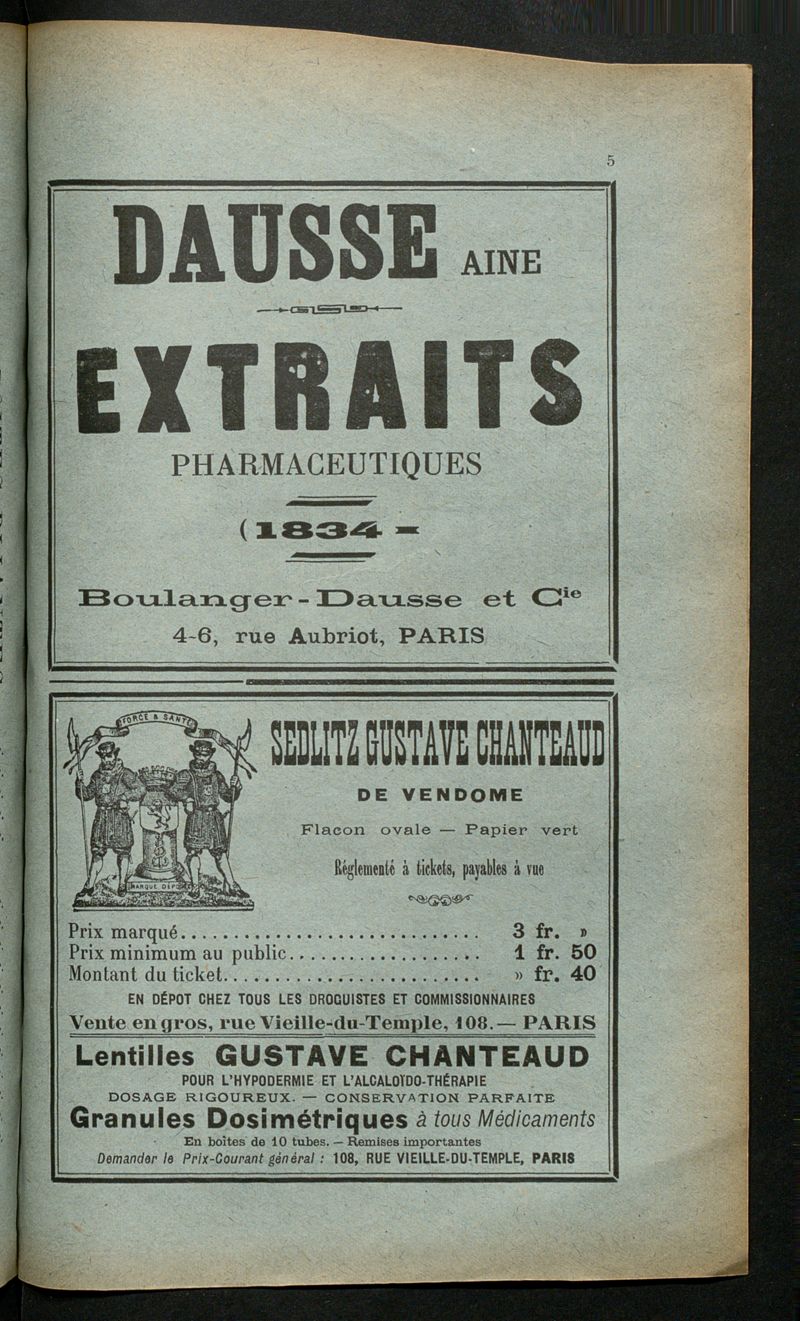 5
DAUSSE AINE
EXTRAITS
PHARMACEUTIQUES
(1834 -
Boulanger-Dausse et Cie
4-6, rue Aubriot, PARIS
FORCE & SANTÉ
MARQUE DÉPOSÉE
SEDLITZ GUSTAVE CHANTEAUD
DE VENDOME
Flacon ovale — Papier vert
Réglementé à tickets, payables à vue
Prix marqué.............................. 3 fr. »
Prix minimum au public................... 1 fr. 50
Montant du ticket......................... » fr. 40
EN DÉPOT CHEZ TOUS LES DROGUISTES ET COMMISSIONNAIRES
Vente en gros, rue Vieille-du-Temple, 108. — PARIS
Lentilles GUSTAVE CHANTEAUD
POUR L'HYPODERMIE ET L'ALCALOÏDO-THÉRAPIE
DOSAGE RIGOUREUX. — CONSERVATION PARFAITE
Granules Dosimétriques à tous Médicaments
En boîtes de 10 tubes. — Remises importantes
Demander le Prix-Courant général : 108, RUE VIEILLE-DU-TEMPLE, PARIS